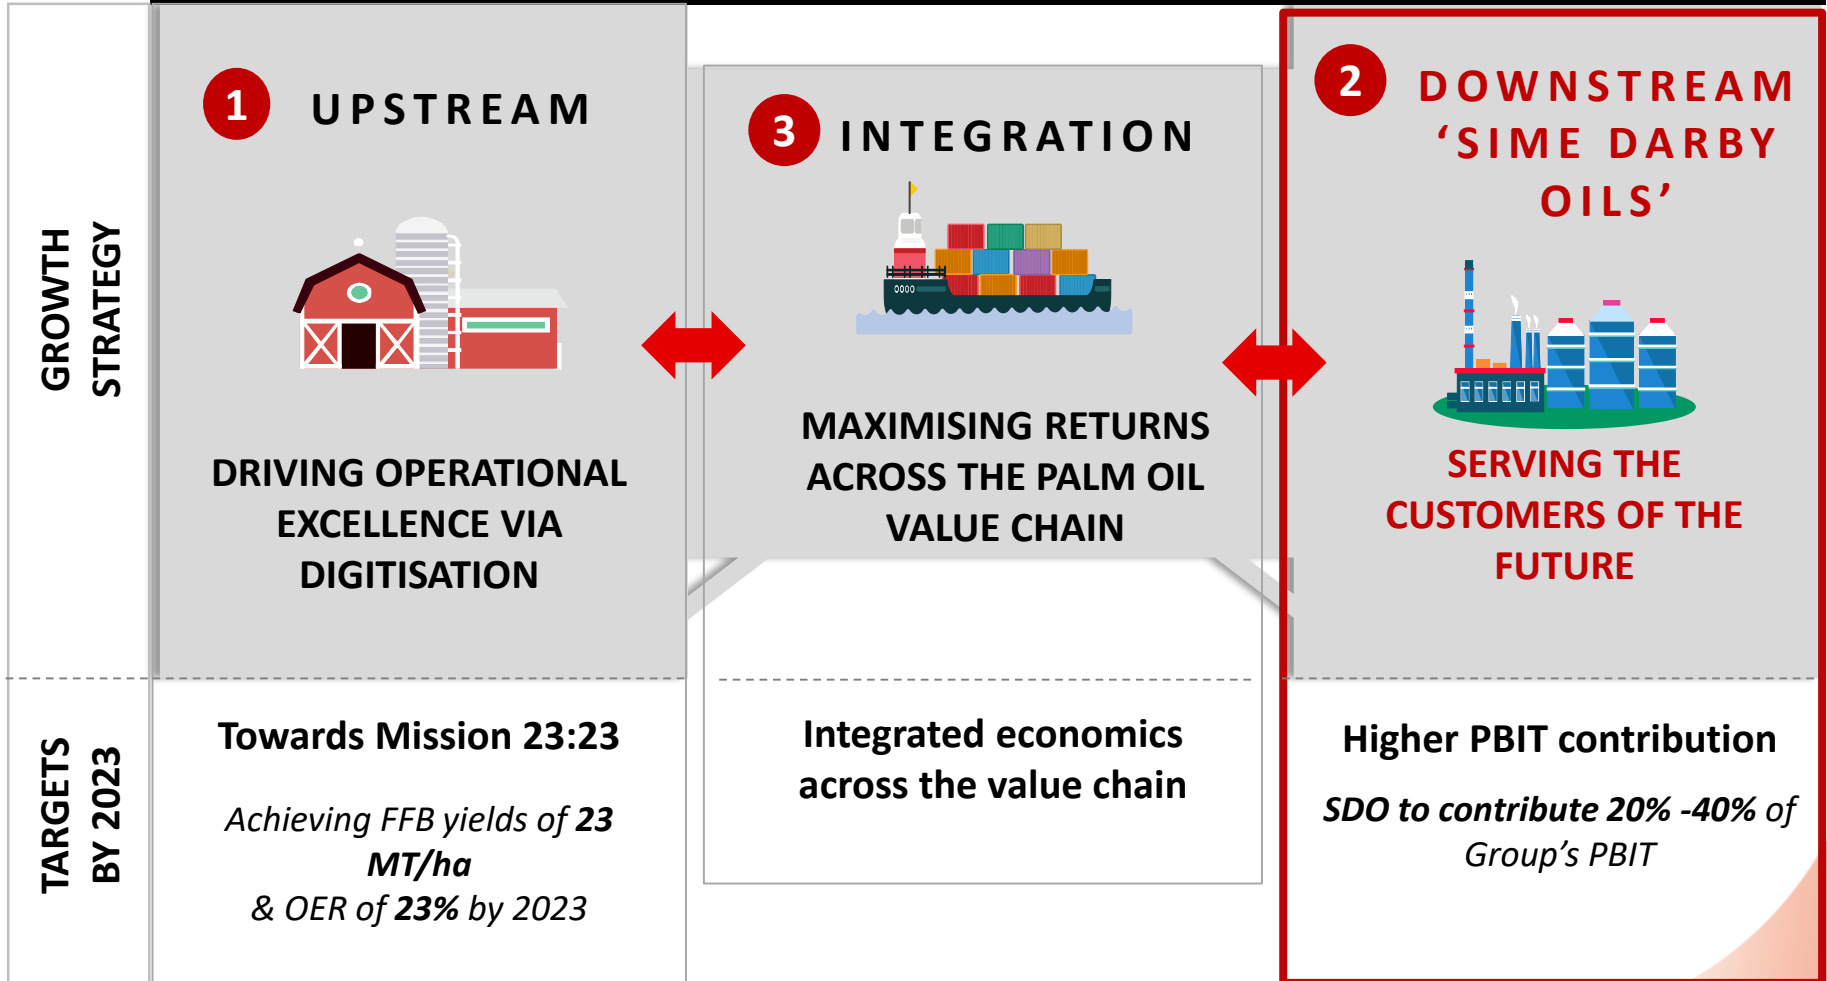 GROWTH
STRATEGY
1
UPSTREAM
DRIVING OPERATIONAL
EXCELLENCE VIA
DIGITISATION
3
INTEGRATION
MAXIMISING RETURNS
ACROSS THE PALM OIL
VALUE CHAIN
2
DOWNSTREAM
‘SIME DARBY
OILS’
SERVING THE
CUSTOMERS OF THE
FUTURE
TARGETS
BY 2023
Towards Mission 23:23
Achieving FFB yields of 23
MT/ha
& OER of 23% by 2023
Integrated economics
across the value chain
Higher PBIT contribution
SDO to contribute 20% -40% of
Group’s PBIT